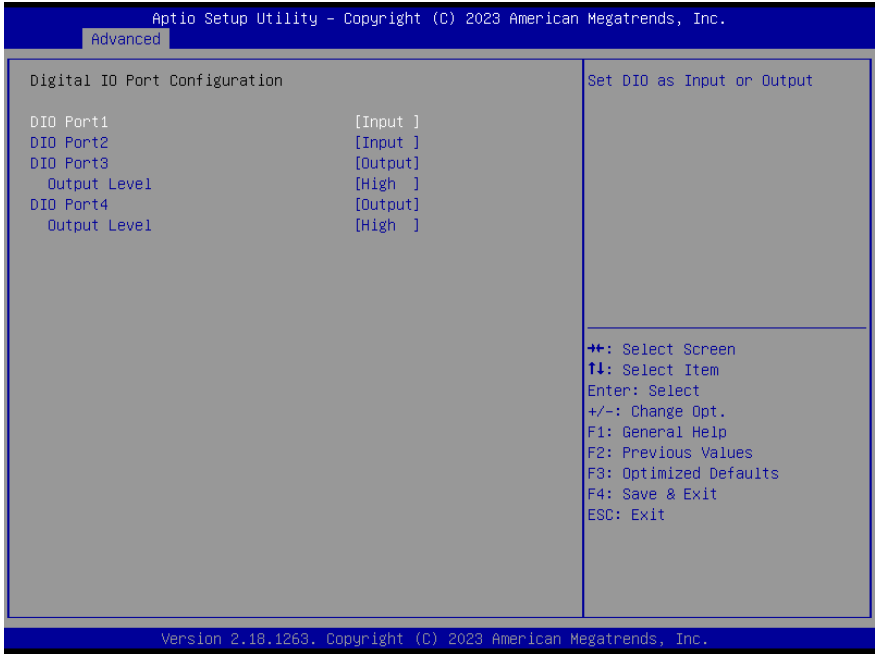 Aptio Setup Utility – Copyright (C) 2023 American Megatrends, Inc.
Advanced
Digital IO Port Configuration
DIO Port1 [Input ]
DIO Port2 [Input ]
DIO Port3 [Output]
Output Level [High ]
DIO Port4 [Output]
Output Level [High ]
Set DIO as Input or Output
→←: Select Screen
↑↓: Select Item
Enter: Select
+/-: Change Opt.
F1: General Help
F2: Previous Values
F3: Optimized Defaults
F4: Save & Exit
ESC: Exit
Version 2.18.1263. Copyright (C) 2023 American Megatrends, Inc.